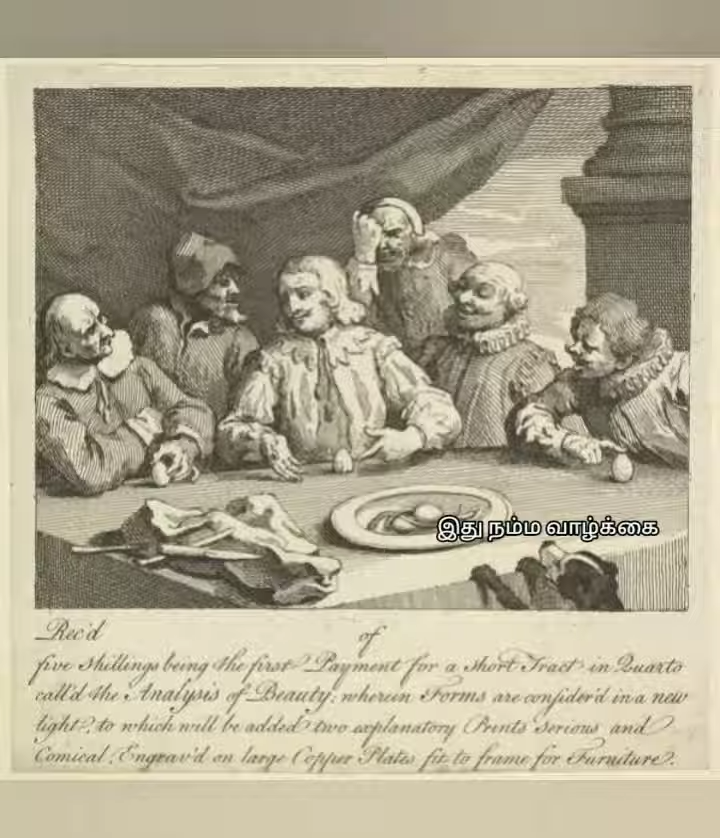 இது நம்ம வாழ்க்கை
Rec'd of
five Shillings being the first Payment for a short Tract in Quarto
call'd the Analysis of Beauty; wherein Forms are consider'd in a new
light, to which will be added two explanatory Prints serious and
Comical, Engrav'd on large Copper Plates fit to frame for Furniture.